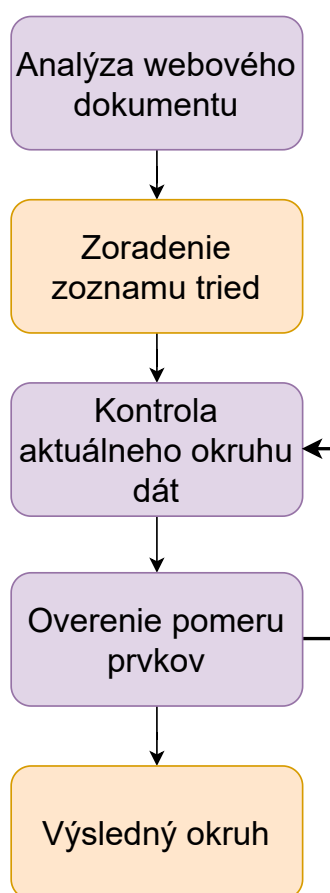 Analýza webového
dokumentu
Zoradenie
zoznamu tried
Kontrola
aktuálneho okruhu
dát
Overenie pomeru
prvkov
Výsledný okruh